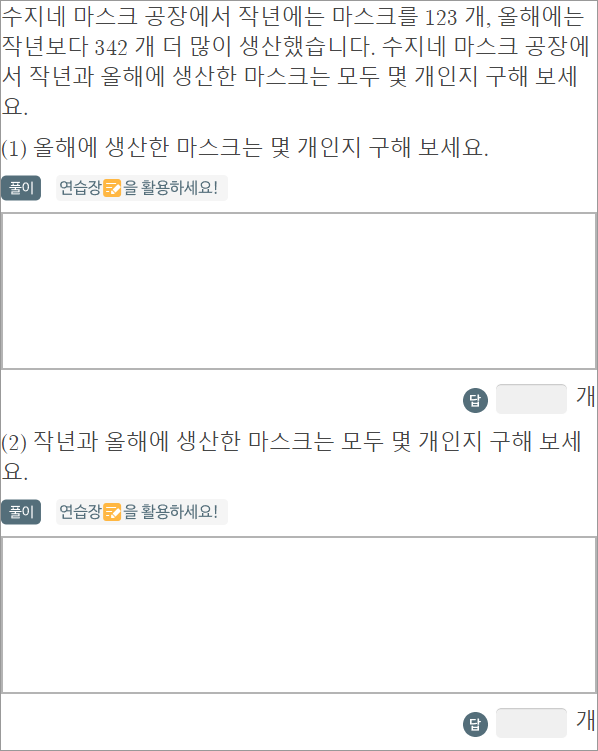 수지네 마스크 공장에서 작년에는 마스크를 123 개, 올해에는
작년보다 342 개 더 많이 생산했습니다. 수지네 마스크 공장에
서 작년과 올해에 생산한 마스크는 모두 몇 개인지 구해 보세
요.
(1) 올해에 생산한 마스크는 몇 개인지 구해 보세요.
풀이 연습장을 활용하세요!
답 개
(2) 작년과 올해에 생산한 마스크는 모두 몇 개인지 구해 보세
요.
풀이 연습장을 활용하세요!
답 개